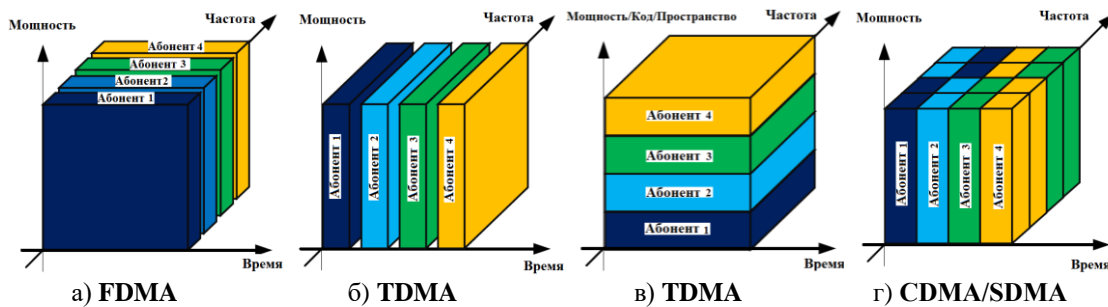 Мощность
Частота
Абонент 4
Абонент 3
Абонент2
Абонент 1
Время
а) FDMA
Мощность
Частота
Абонент 1
Абонент 2
Абонент 3
Абонент 4
Время
б) TDMA
Мощность/Код/Пространство
Частота
Абонент 4
Абонент 3
Абонент 2
Абонент 1
Время
в) TDMA
Мощность
Частота
Абонент 1
Абонент 2
Абонент 3
Абонент 4
Время
г) CDMA/SDMA